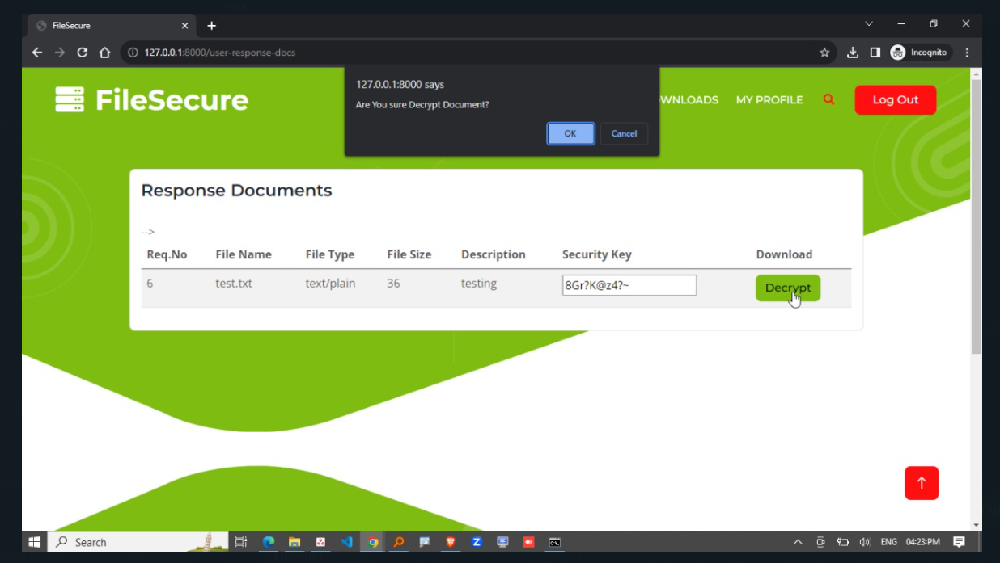 FileSecure
127.0.0.1:8000/user-response-docs
Incognito
127.0.0.1:8000 says
Are You sure Decrypt Document?
OK Cancel
FileSecure
WNLOADS MY PROFILE Log Out
Response Documents
-->
Req.No File Name File Type File Size Description Security Key Download
6 test.txt text/plain 36 testing 8Gr?K@z4?~ Decrypt
Search
ENG 04:23:PM